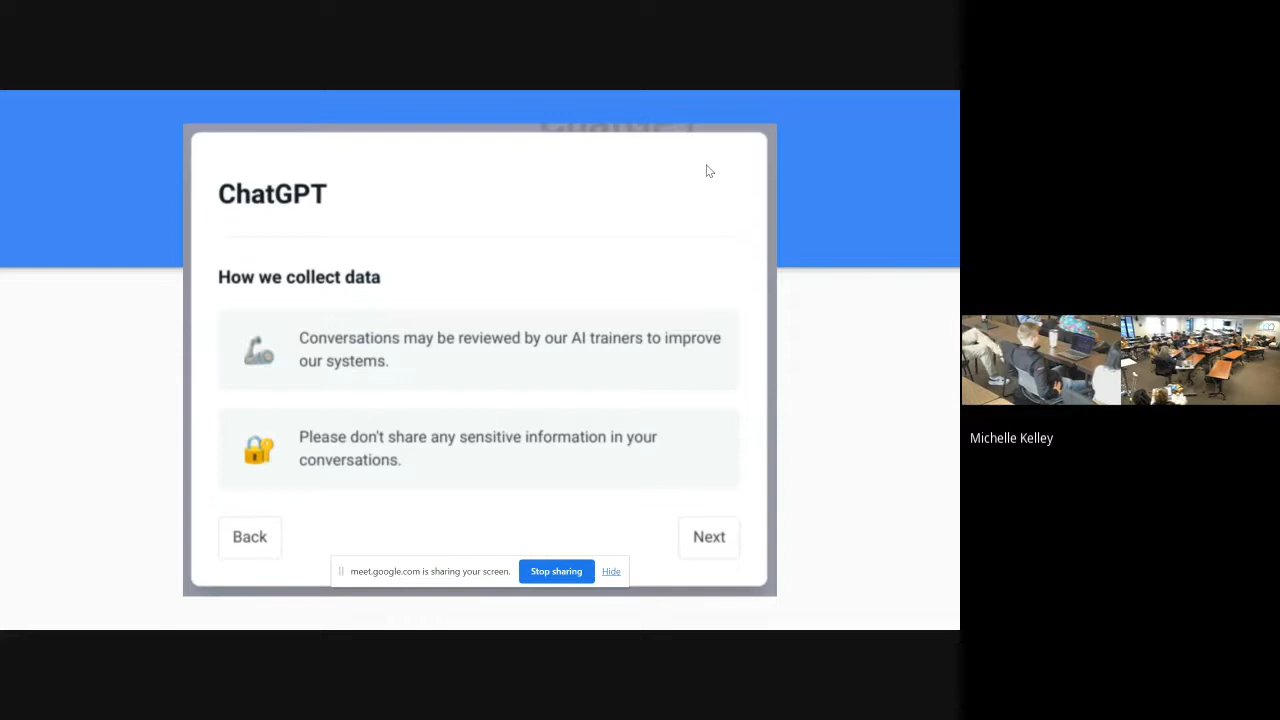 ChatGPT
How we collect data
Conversations may be reviewed by our AI trainers to improve
our systems.
Please don't share any sensitive information in your
conversations.
Back
Next
meet.google.com is sharing your screen.
Stop sharing
Hide
Michelle Kelley